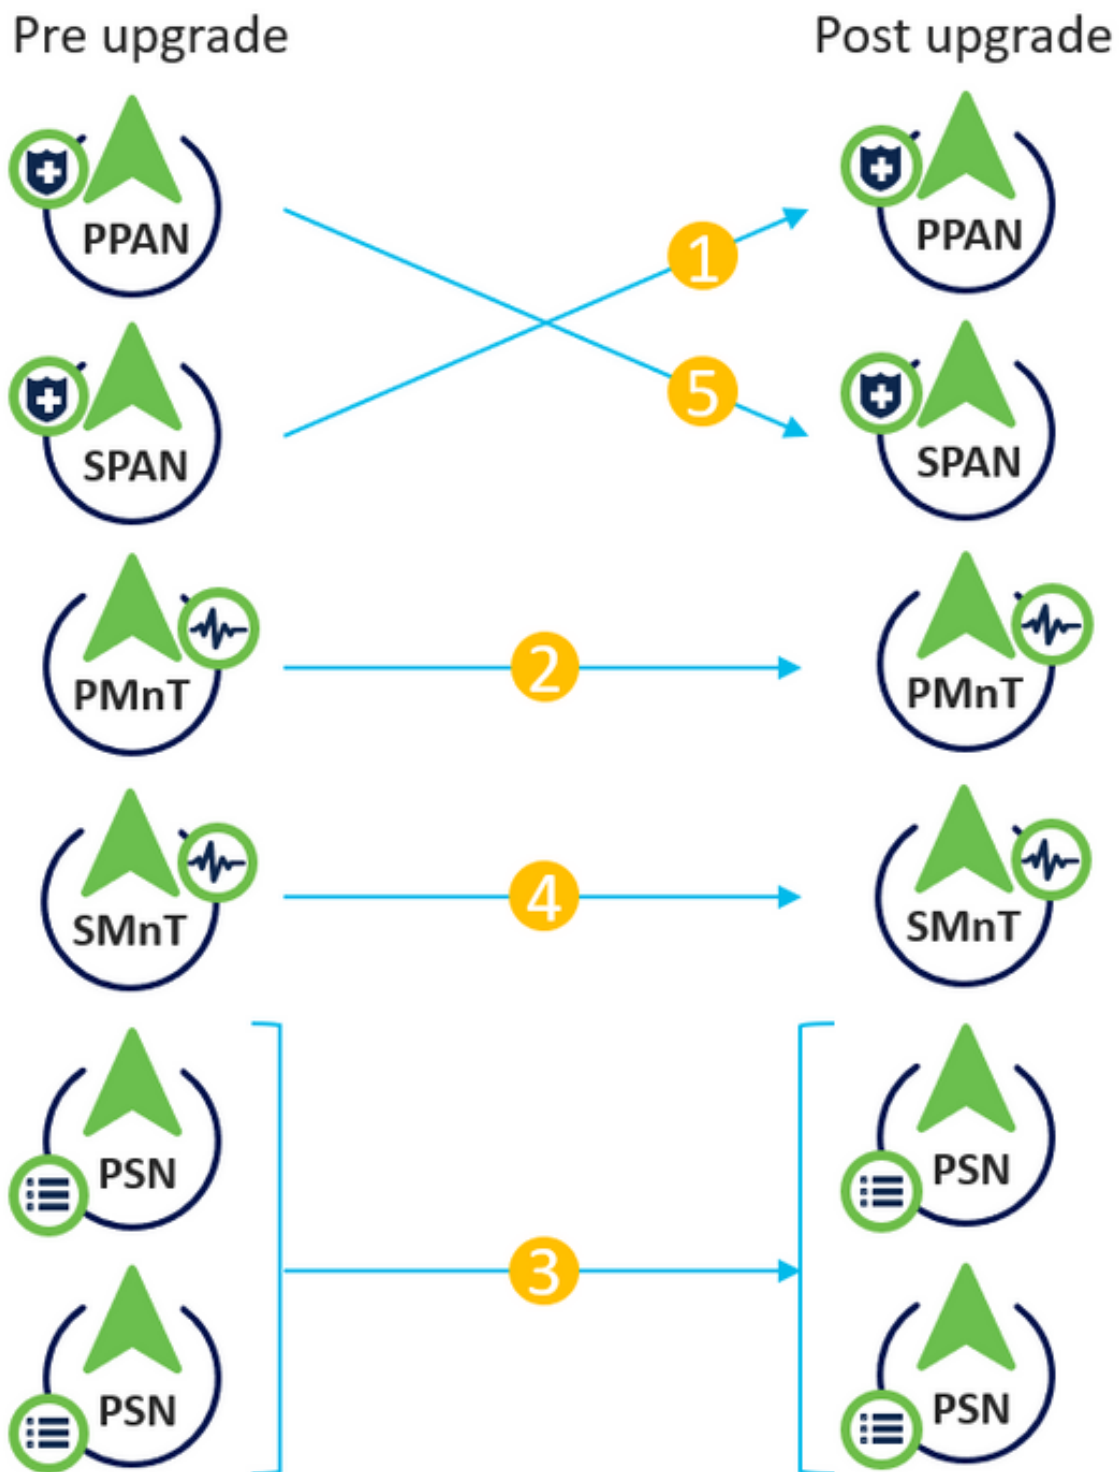 Pre upgrade
Post upgrade
PPAN
1
PPAN
5
SPAN
SPAN
PMnT
2
PMnT
SMnT
4
SMnT
PSN
PSN
3
PSN
PSN